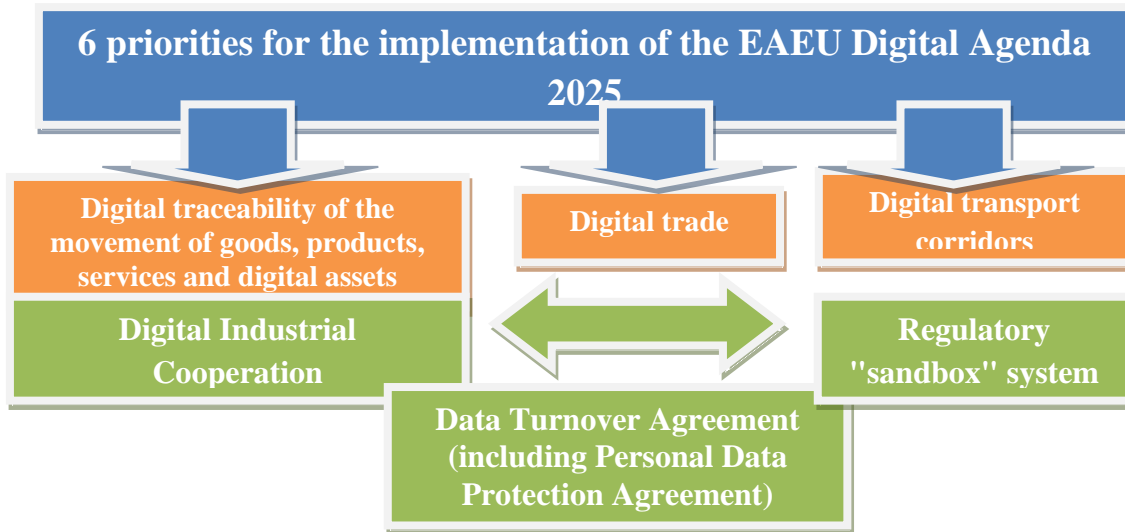 6 priorities for the implementation of the EAEU Digital Agenda
2025
Digital traceability of the
movement of goods, products,
services and digital assets
Digital trade
Digital transport
corridors
Digital Industrial
Cooperation
Regulatory
"sandbox" system
Data Turnover Agreement
(including Personal Data
Protection Agreement)